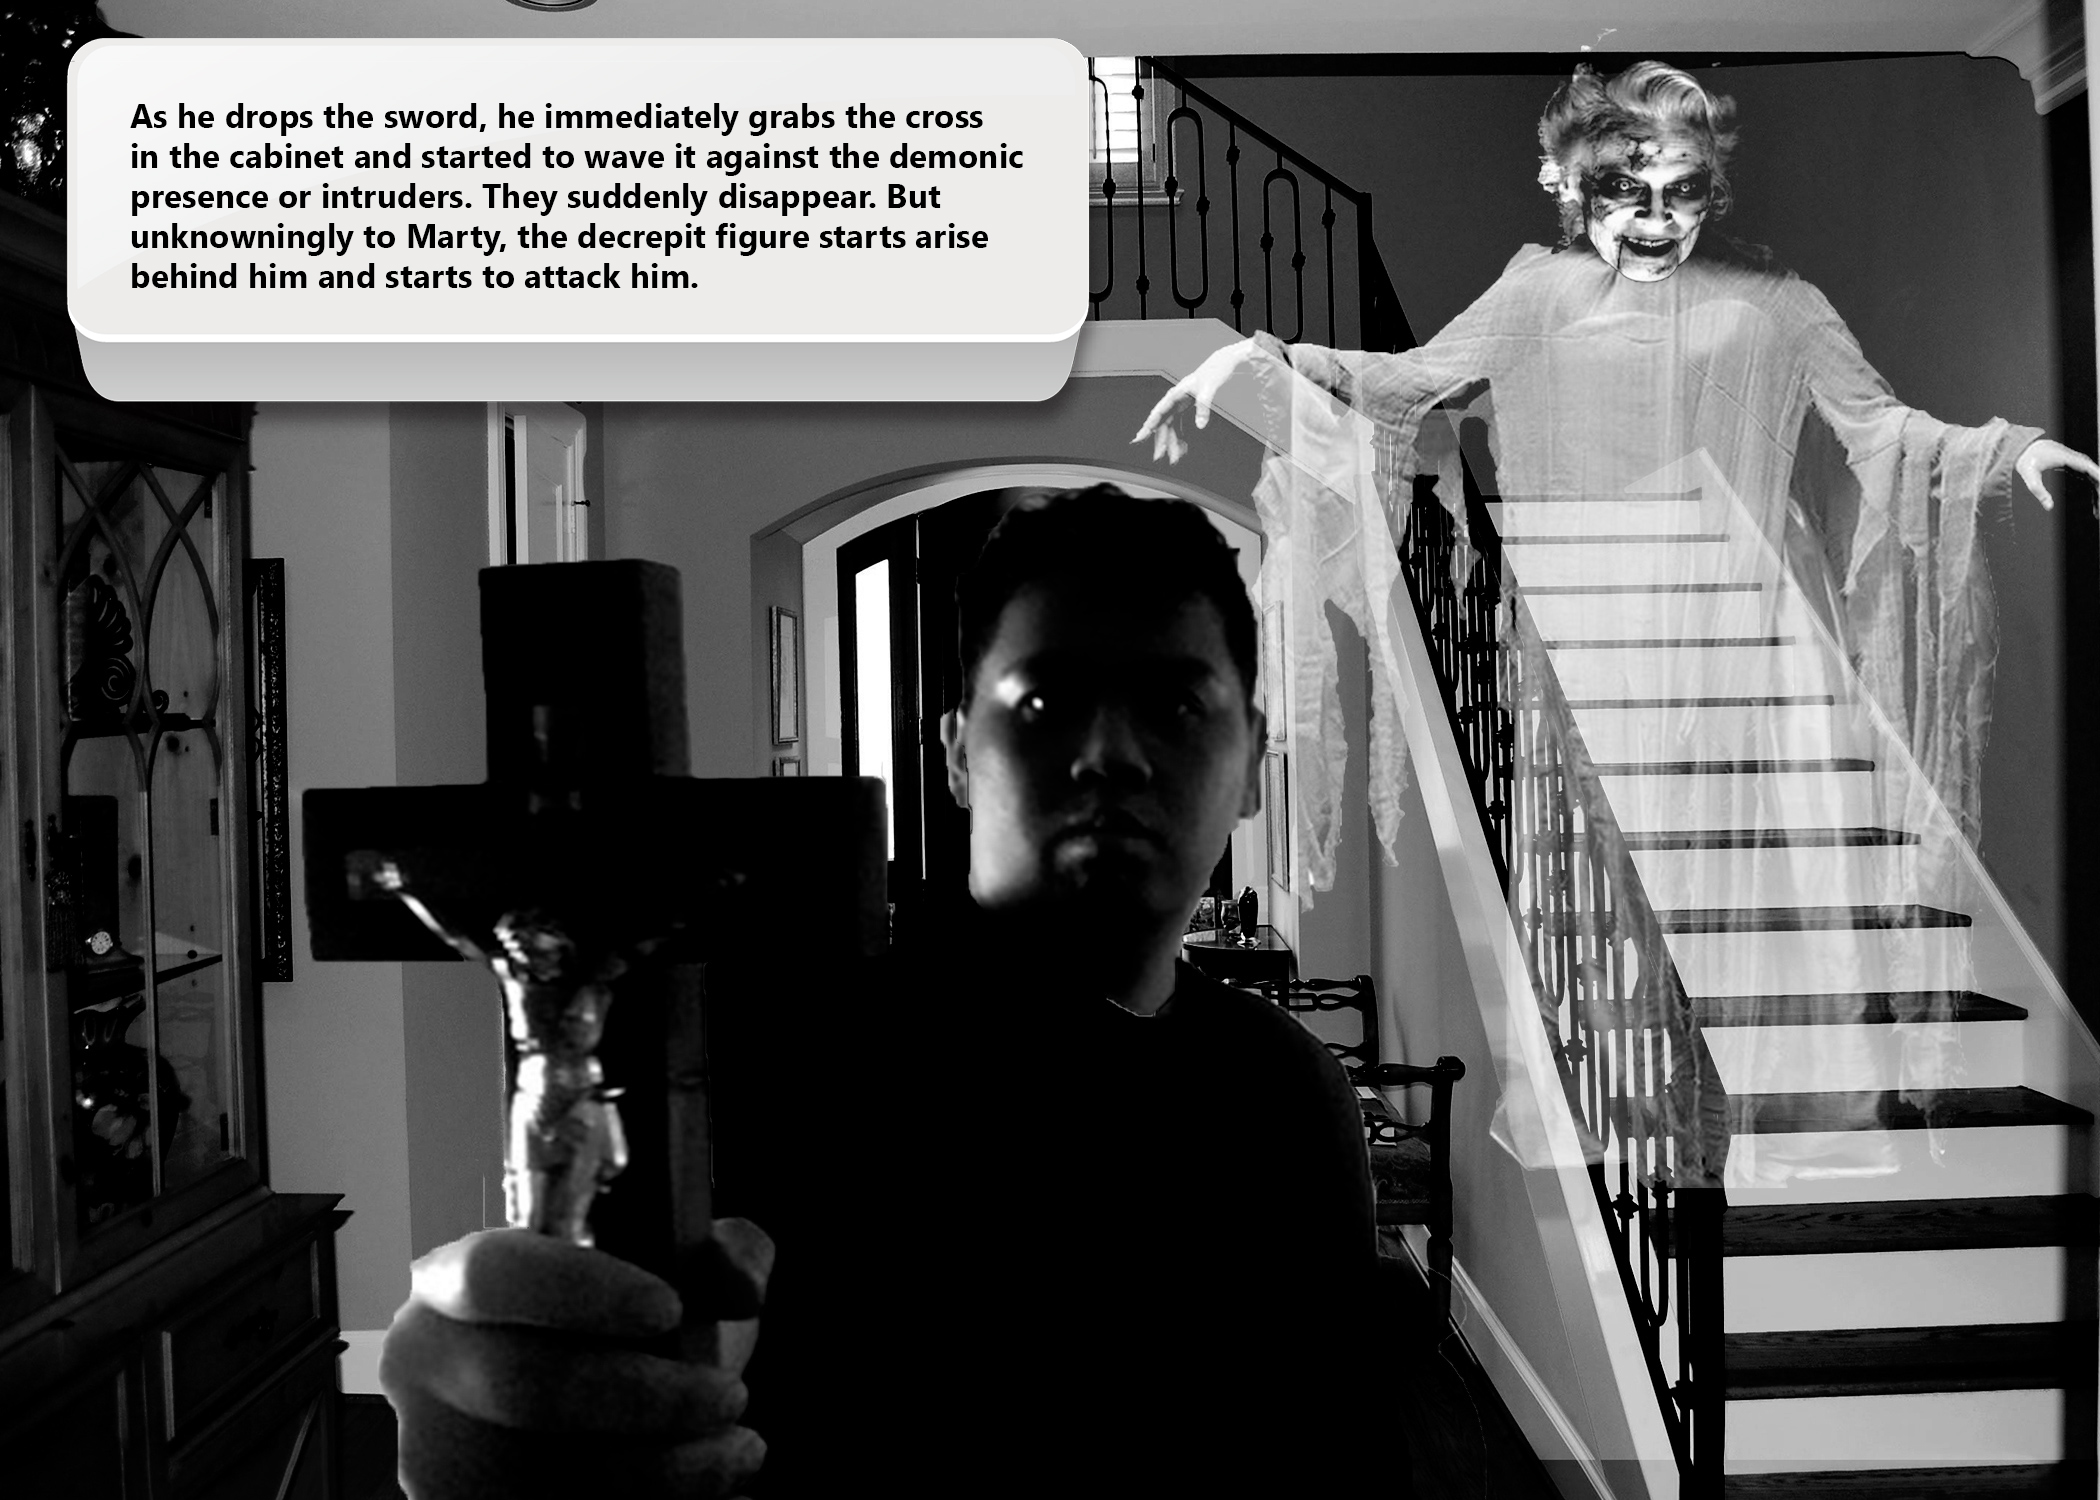 As he drops the sword, he immediately grabs the cross
in the cabinet and started to wave it against the demonic
presence or intruders. They suddenly disappear. But
unknowningly to Marty, the decrepit figure starts arise
behind him and starts to attack him.